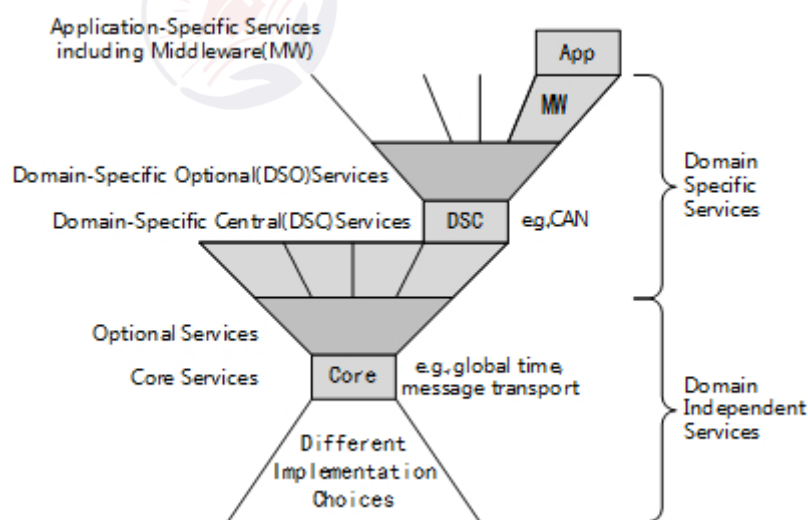 Application-Specific Services
including Middleware(MW)
App
MW
Domain-Specific Optional(DSO)Services
Domain
Specific
Services
Domain-Specific Central(DSC)Services
DSC
e.g,CAN
Optional Services
Core Services
Core
e.g.,global time,
message transport
Domain
Independent
Services
Different
Implementation
Choices